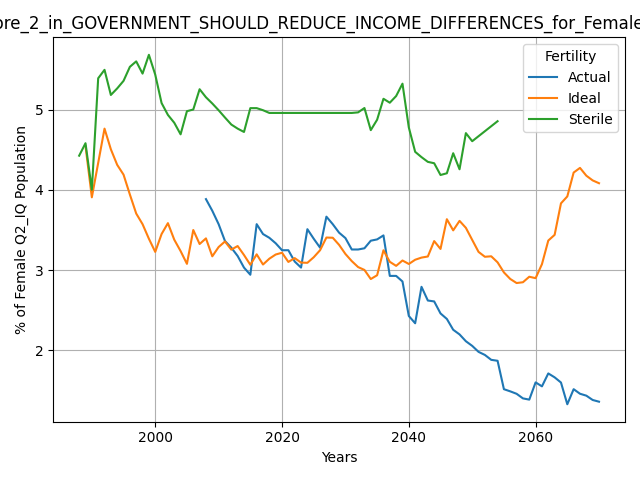 ore_2_in_GOVERNMENT_SHOULD_REDUCE_INCOME_DIFFERENCES_for_Female
% of Female Q2_IQ Population
5
4
3
2
2000 2020 2040 2060
Years
Fertility
Actual
Ideal
Sterile